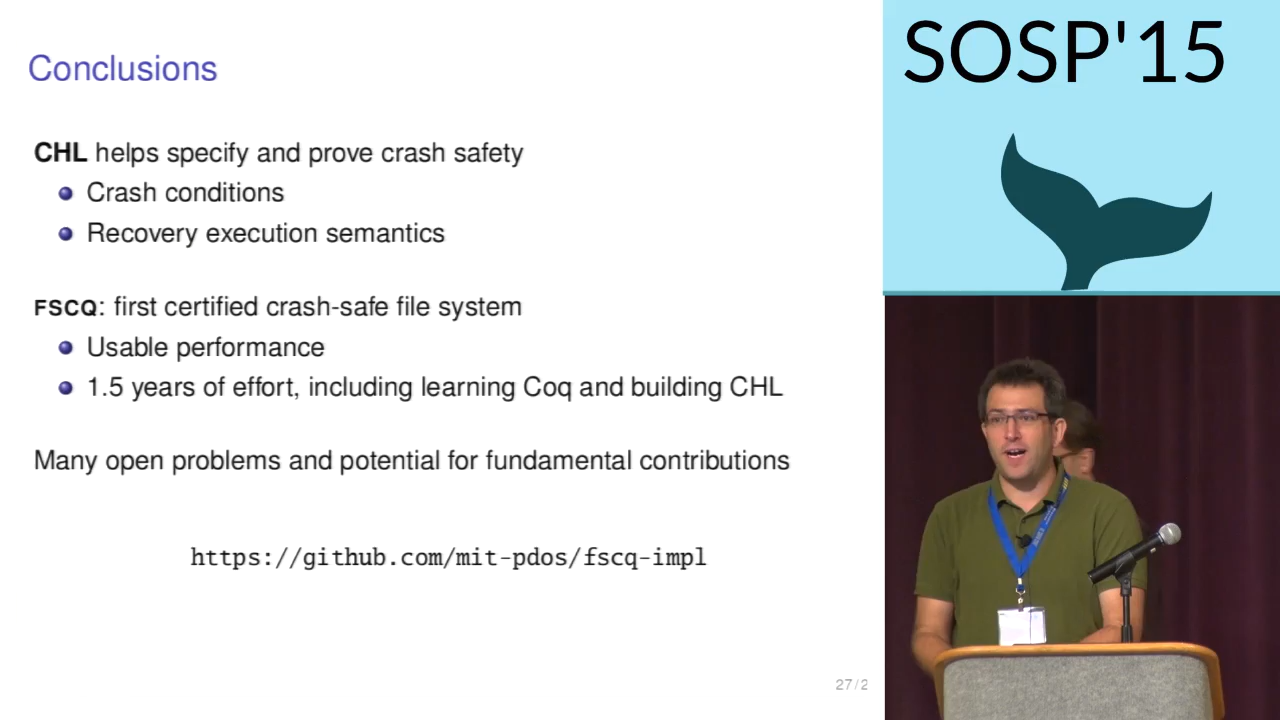 Conclusions
CHL helps specify and prove crash safety
Crash conditions
Recovery execution semantics
FSCQ: first certified crash-safe file system
Usable performance
1.5 years of effort, including learning Coq and building CHL
Many open problems and potential for fundamental contributions
https://github.com/mit-pdos/fscq-impl
27/2
SOSP'15